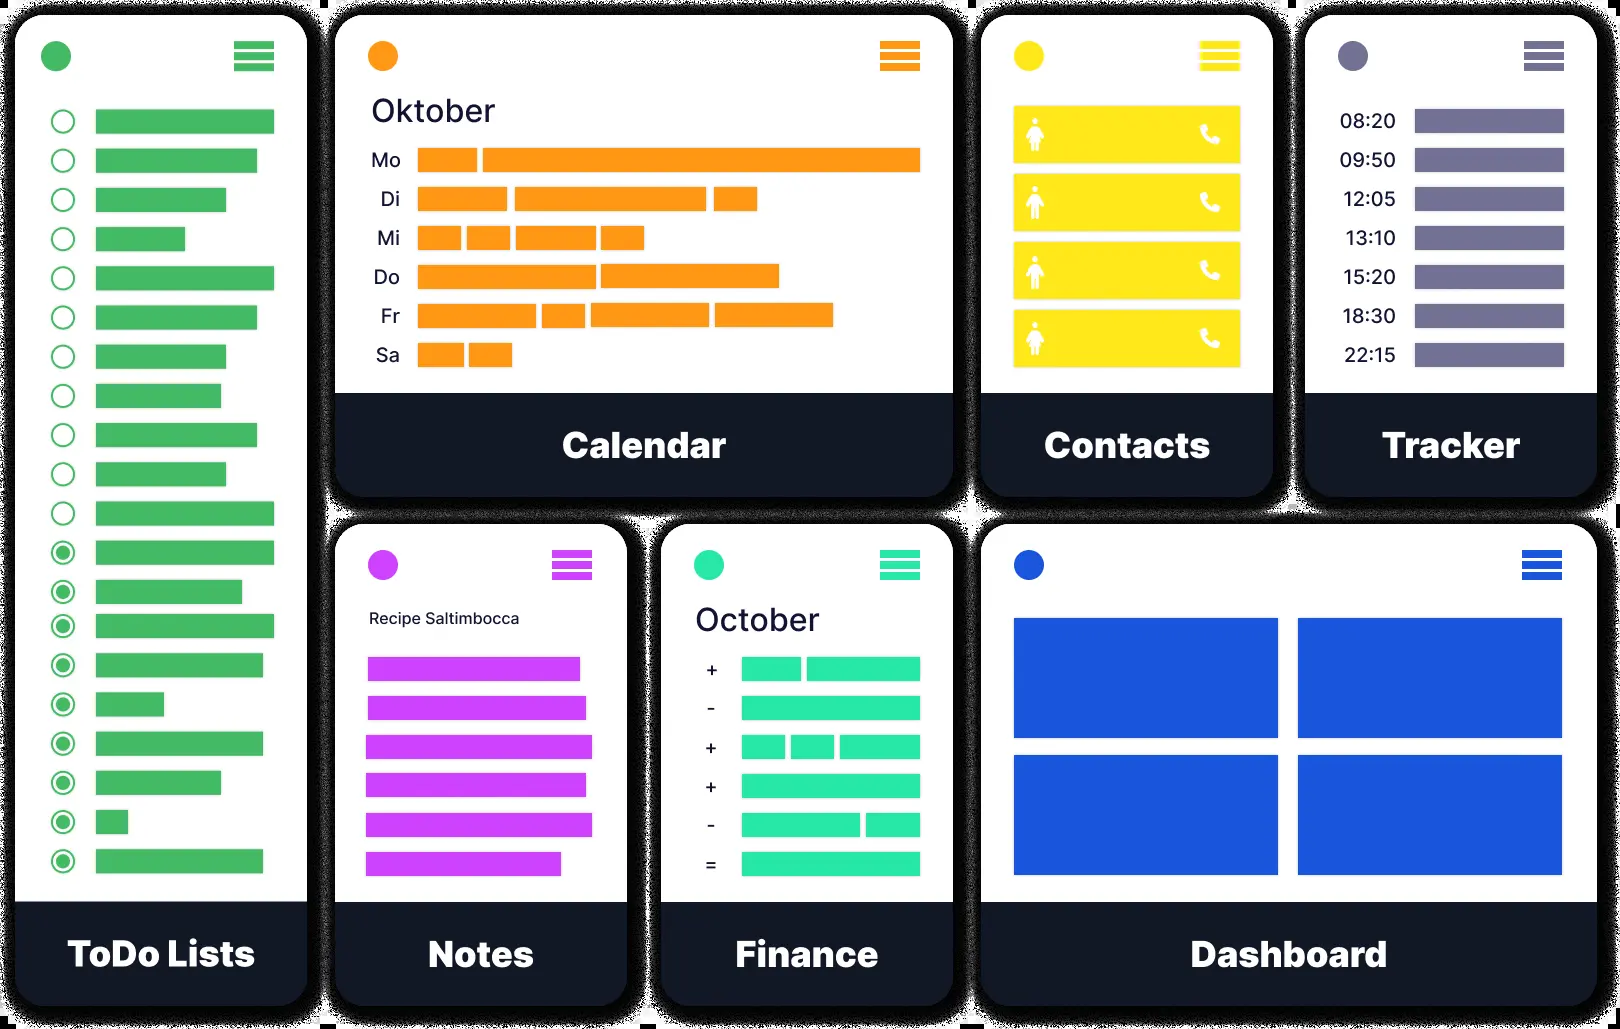 ToDo Lists
Oktober
Mo
Di
Mi
Do
Fr
Sa
Calendar
Contacts
08:20
09:50
12:05
13:10
15:20
18:30
22:15
Tracker
Recipe Saltimbocca
Notes
October
+
-
+
+
-
=
Finance
Dashboard